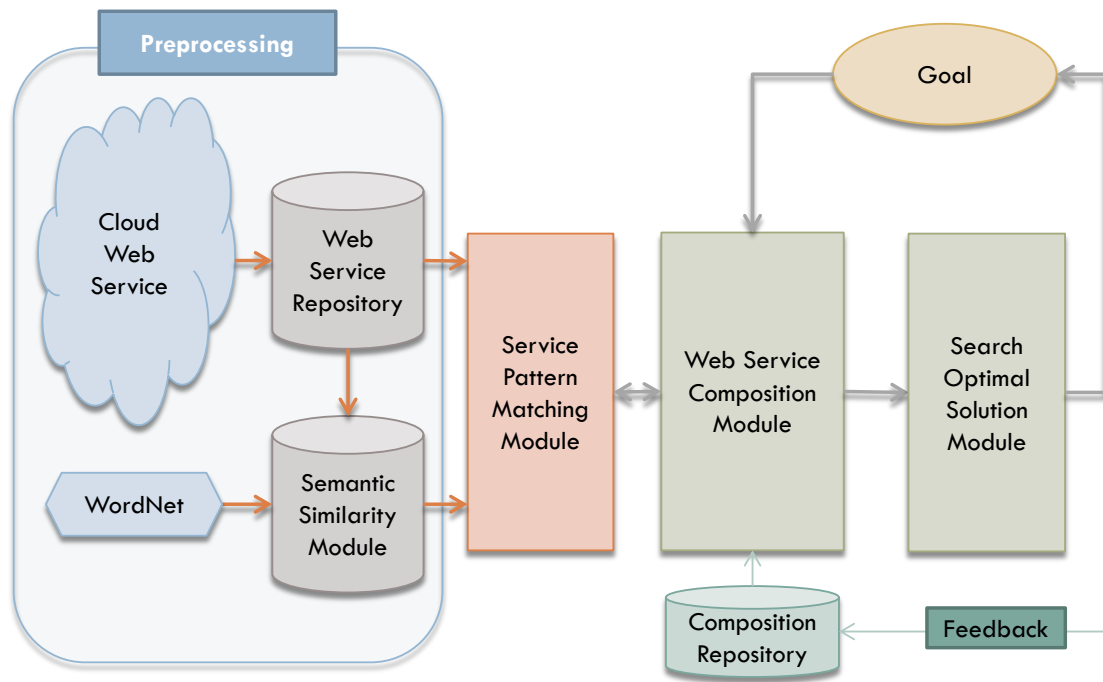 Preprocessing
Goal
Cloud
Web
Service
Web
Service
Repository
Service
Pattern
Matching
Module
Web Service
Composition
Module
Search
Optimal
Solution
Module
WordNet
Semantic
Similarity
Module
Composition
Repository
Feedback